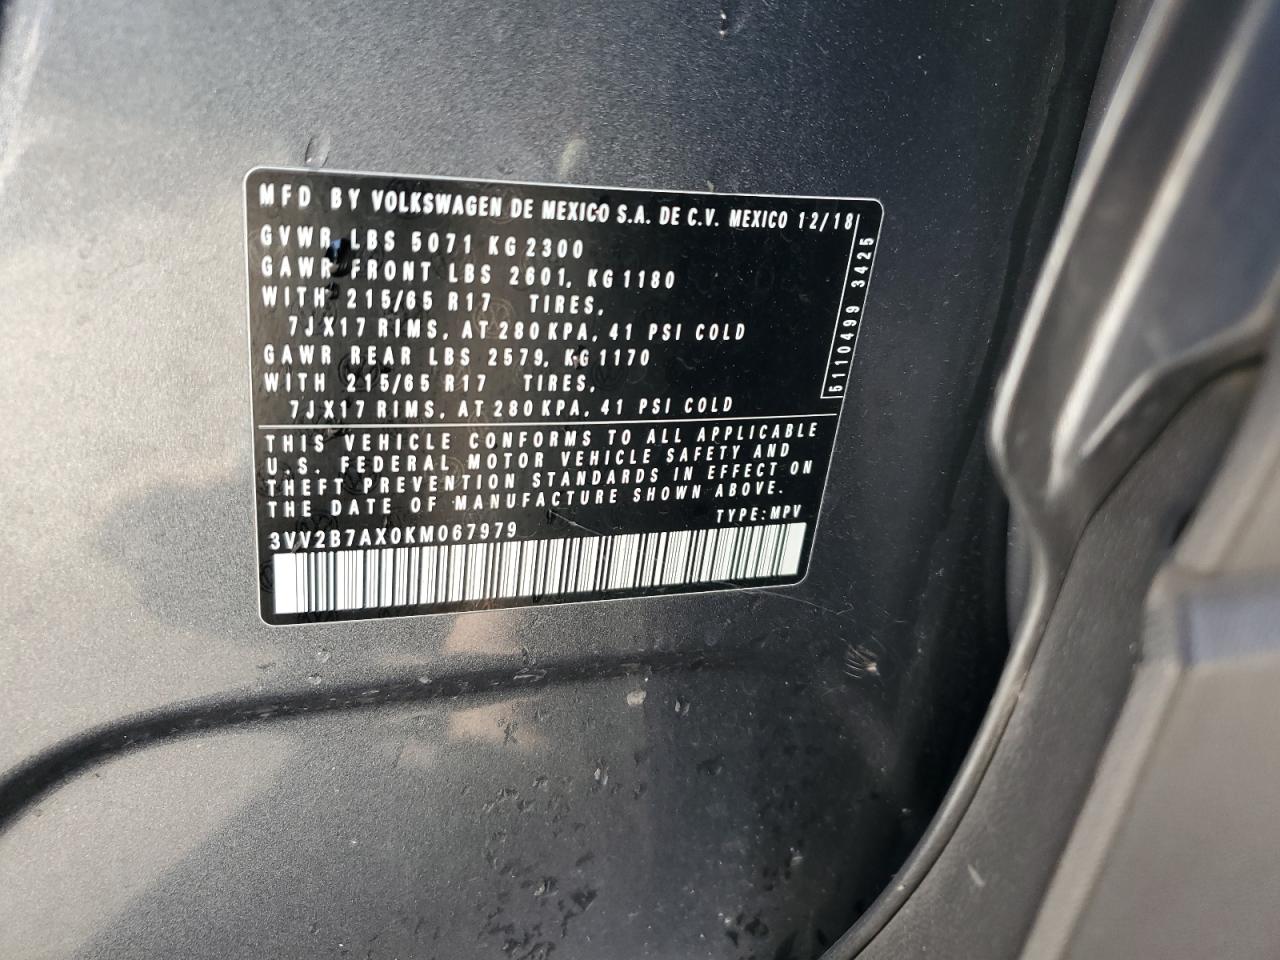 MFD BY VOLKSWAGEN DE MEXICO S.A. DE C.V. MEXICO 12/18
GVWR LBS 5071 KG 2300
GAWR FRONT LBS 2601, KG 1180
WITH 215/65 R17 TIRES,
7JX17 RIMS, AT 280 KPA, 41 PSI COLD
GAWR REAR LBS 2579, KG 1170
WITH 215/65 R17 TIRES,
7JX17 RIMS, AT 280 KPA, 41 PSI COLD
5110499 3425
THIS VEHICLE CONFORMS TO ALL APPLICABLE
U.S. FEDERAL MOTOR VEHICLE SAFETY AND
THEFT PREVENTION STANDARDS IN EFFECT ON
THE DATE OF MANUFACTURE SHOWN ABOVE.
3VV2B7AX0KM067979 TYPE: MPV